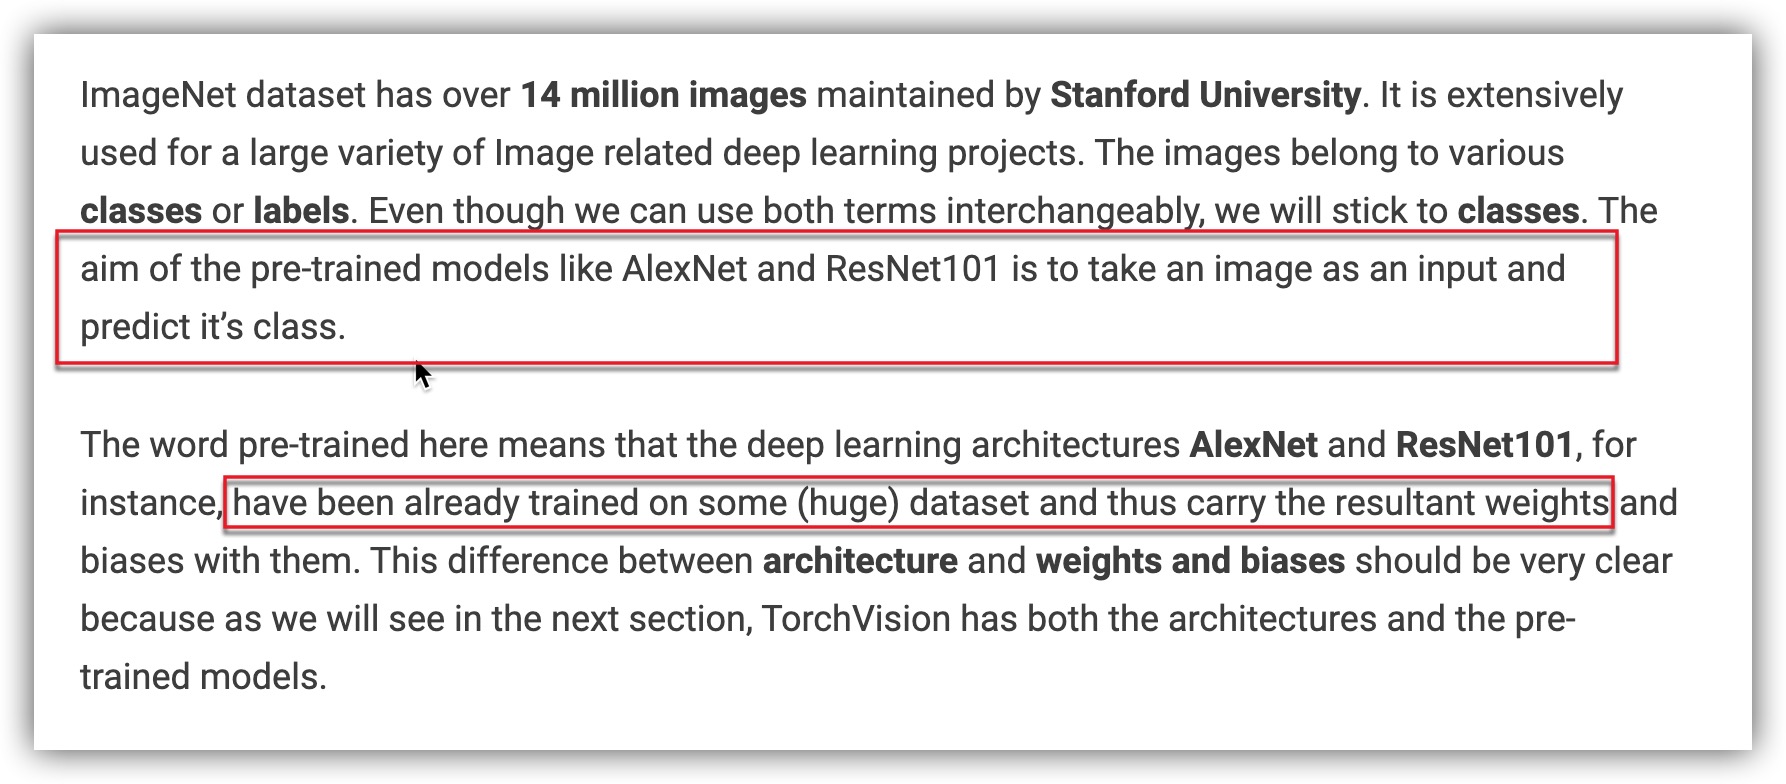 ImageNet dataset has over 14 million images maintained by Stanford University. It is extensively
used for a large variety of Image related deep learning projects. The images belong to various
classes or labels. Even though we can use both terms interchangeably, we will stick to classes. The
aim of the pre-trained models like AlexNet and ResNet101 is to take an image as an input and
predict it’s class.
The word pre-trained here means that the deep learning architectures AlexNet and ResNet101, for
instance, have been already trained on some (huge) dataset and thus carry the resultant weights and
biases with them. This difference between architecture and weights and biases should be very clear
because as we will see in the next section, TorchVision has both the architectures and the pre-
trained models.